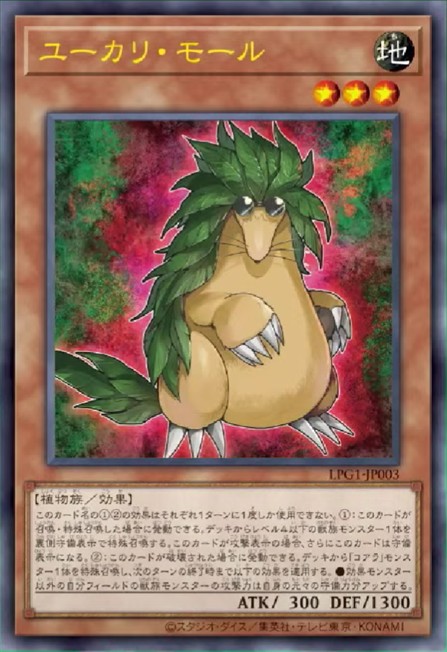 ユーカリ・モール
地
LPG1-JP003
【植物族/効果】
このカード名の①②の効果はそれぞれ1ターンに1度しか使用できない。①:このカードが
召喚・特殊召喚した場合に発動できる。デッキからレベル4以下の獣族モンスター1体を
裏側守備表示で特殊召喚する。このカードが攻撃表示の場合、さらにこのカードは守備
表示になる。②:このカードが破壊された場合に発動できる。デッキから「コアラ」モンス
ター1体を特殊召喚し、次のターンの終了時まで以下の効果を適用する。●効果モンスタ
ー以外の自分フィールドの獣族モンスターの攻撃力は自身の元々の守備力分アップする。
ATK/ 300 DEF/1300
©スタジオ・ダイス/集英社・テレビ東京・KONAMI